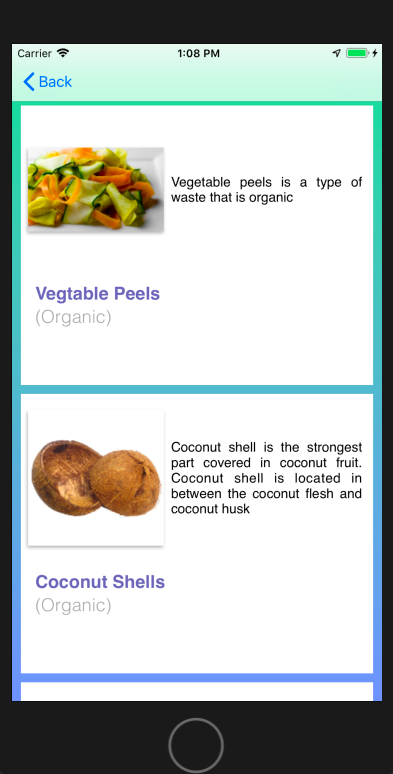 Carrier 1:08 PM
Back
Vegetable peels is a type of
waste that is organic
Vegtable Peels
(Organic)
Coconut shell is the strongest
part covered in coconut fruit.
Coconut shell is located in
between the coconut flesh and
coconut husk
Coconut Shells
(Organic)